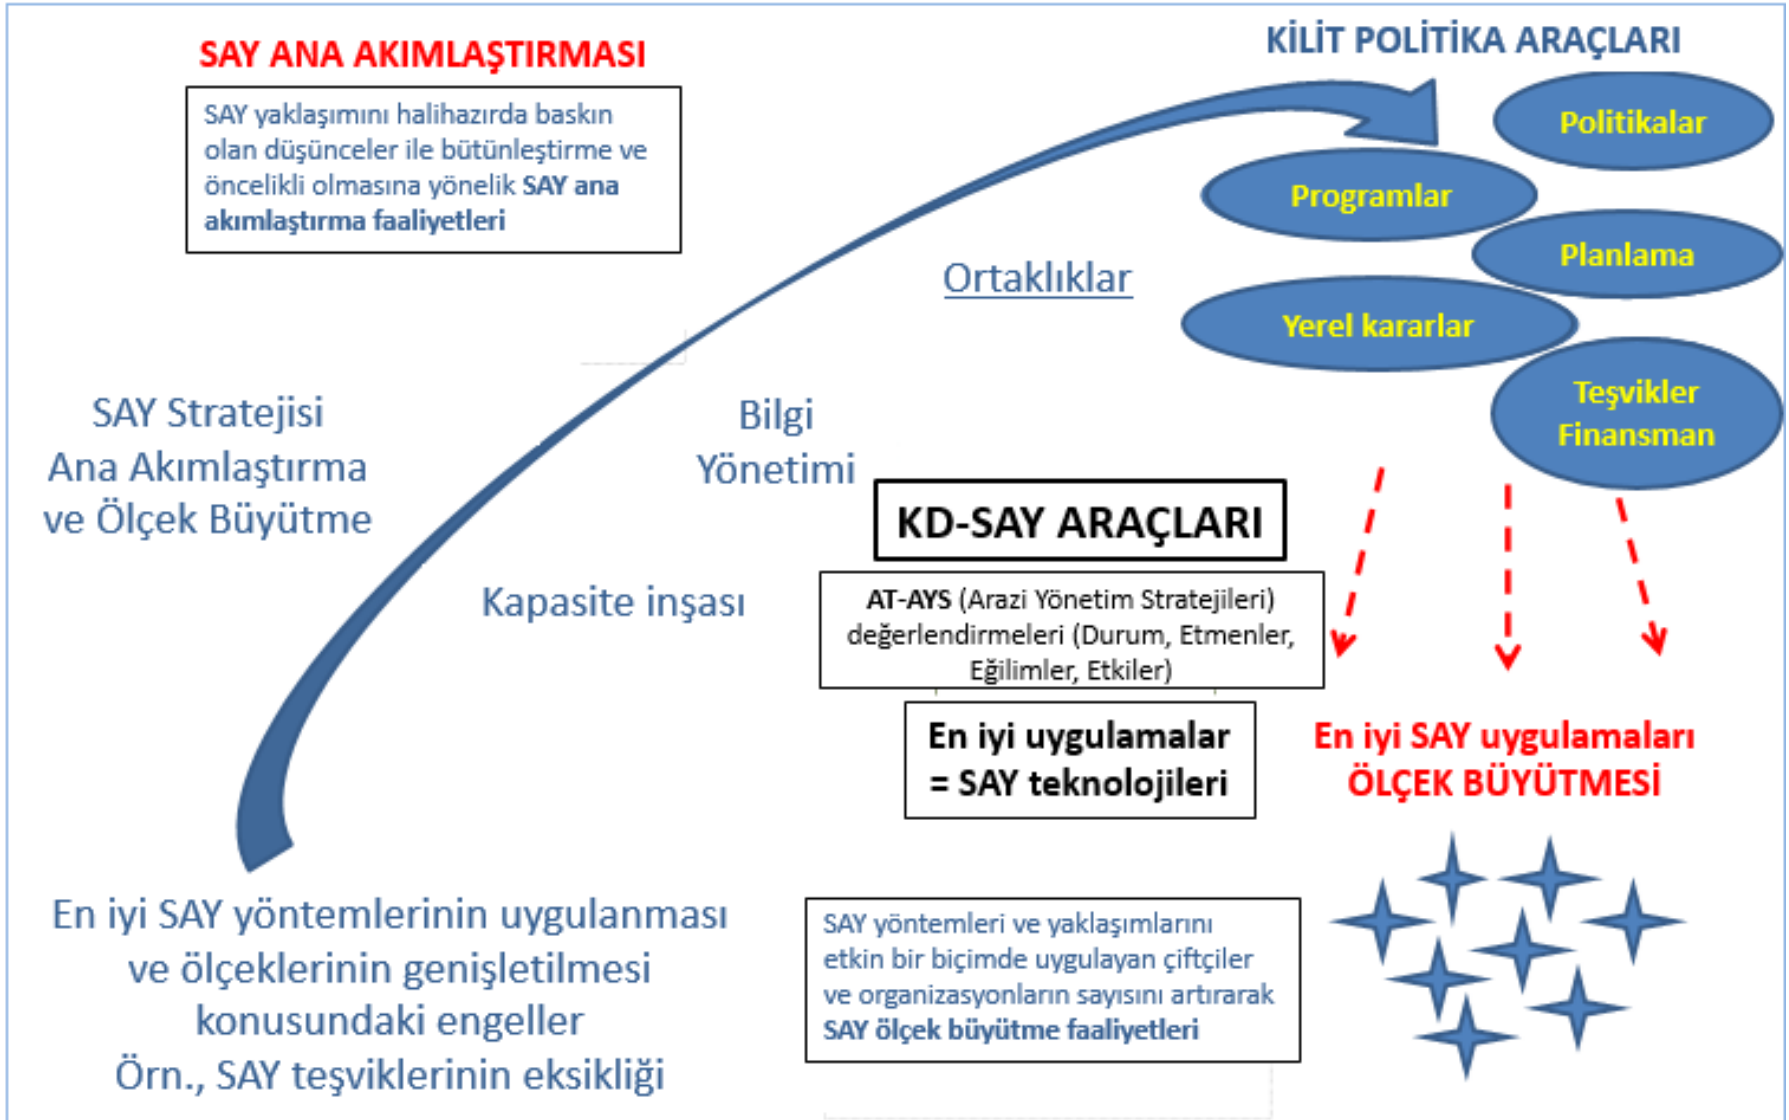 SAY ANA AKIMLAŞTIRMASI
SAY yaklaşımını halihazırda baskın
olan düşünceler ile bütünleştirme ve
öncelikli olmasına yönelik SAY ana
akımlaştırma faaliyetleri
KİLİT POLİTİKA ARAÇLARI
Politikalar
Programlar
Planlama
Yerel kararlar
Teşvikler
Finansman
Ortaklıklar
SAY Stratejisi
Ana Akımlaştırma
ve Ölçek Büyütme
Bilgi
Yönetimi
Kapasite inşası
KD-SAY ARAÇLARI
AT-AYS (Arazi Yönetim Stratejileri)
değerlendirmeleri (Durum, Etmenler,
Eğilimler, Etkiler)
En iyi uygulamalar
= SAY teknolojileri
En iyi SAY uygulamaları
ÖLÇEK BÜYÜTMESİ
En iyi SAY yöntemlerinin uygulanması
ve ölçeklerinin genişletilmesi
konusundaki engeller
Örn., SAY teşviklerinin eksikliği
SAY yöntemleri ve yaklaşımlarını
etkin bir biçimde uygulayan çiftçiler
ve organizasyonların sayısını artırarak
SAY ölçek büyütme faaliyetleri